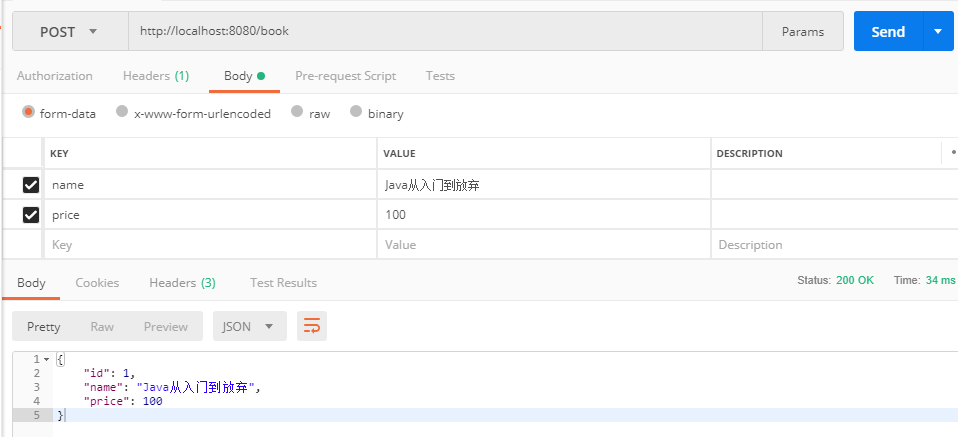 POST http://localhost:8080/book Params Send
Authorization Headers (1) Body Pre-request Script Tests
form-data x-www-form-urlencoded raw binary
KEY VALUE DESCRIPTION
name Java从入门到放弃
price 100
Key Value Description
Body Cookies Headers (3) Test Results Status: 200 OK Time: 34 ms
Pretty Raw Preview JSON
1 {
2 "id": 1,
3 "name": "Java从入门到放弃",
4 "price": 100
5 }